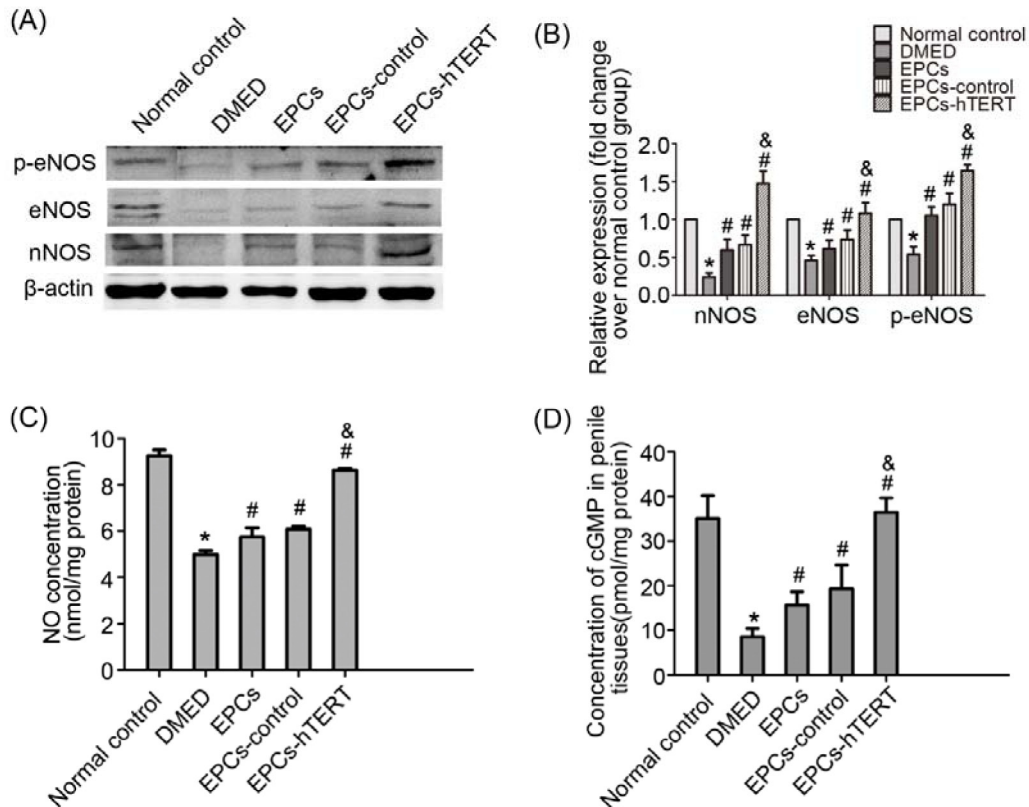 (A)
Normal control
DMED
EPCs
EPCs-control
EPCs-hTERT
p-eNOS
eNOS
nNOS
β-actin
(B)
Normal control
DMED
EPCs
EPCs-control
EPCs-hTERT
Relative expression (fold change
over normal control group)
2.0
1.5
1.0
0.5
0.0
* # # # &
* # # # &
* # # # &
nNOS eNOS p-eNOS
(C)
NO concentration
(nmol/mg protein)
10
8
6
4
2
0
* # # # &
Normal control
DMED
EPCs
EPCs-control
EPCs-hTERT
(D)
Concentration of cGMP in penile
tissues(pmol/mg protein)
40
30
20
10
0
* # # # &
Normal control
DMED
EPCs
EPCs-control
EPCs-hTERT